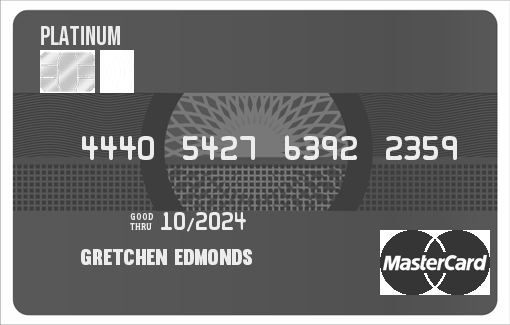 PLATINUM
4440 5427 6392 2359
GOOD THRU 10/2024
GRETCHEN EDMONDS
MasterCard